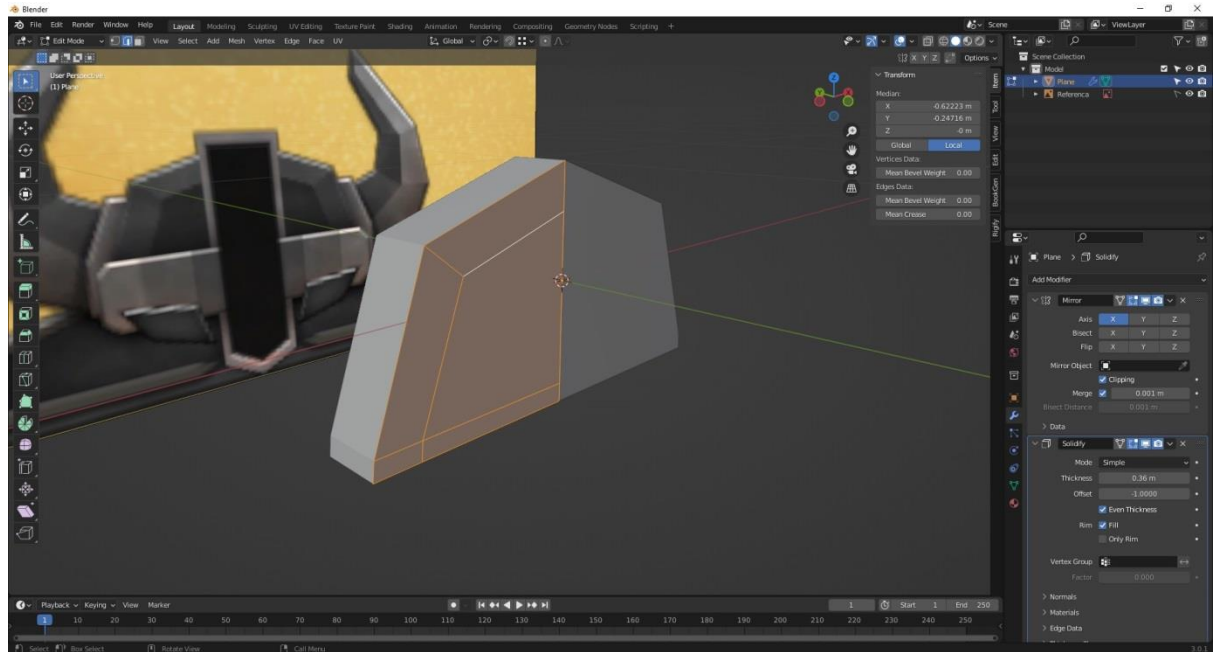 Blender
File Edit Render Window Help Layout Modeling Sculpting UV Editing Texture Paint Shading Animation Rendering Compositing Geometry Nodes Scripting + Scene ViewLayer
Edit Mode View Select Add Mesh Vertex Edge Face UV Global
X Y Z Options
User Perspective
(1) Plane
Transform
Median:
X -0.62223 m
Y -0.24716 m
Z -0 m
Global Local
Vertices Data:
Mean Bevel Weight 0.00
Edges Data:
Mean Bevel Weight 0.00
Mean Crease 0.00
Item
Tool
View
Edit
BookGen
Rigify
Scene Collection
Model
Plane
Referenca
Plane > Solidify
Add Modifier
Mirror
Axis X Y Z
Bisect X Y Z
Flip X Y Z
Mirror Object
Clipping
Merge 0.001 m
Bisect Distance 0.001 m
> Data
Solidify
Mode Simple
Thickness 0.36 m
Offset -1.0000
Even Thickness
Rim Fill
Only Rim
Vertex Group
Factor 0.000
> Normals
> Materials
> Edge Data
Playback Keying View Marker 1 Start 1 End 250
1 10 20 30 40 50 60 70 80 90 100 110 120 130 140 150 160 170 180 190 200 210 220 230 240 250
Select Box Select Rotate View Call Menu 3.0.1